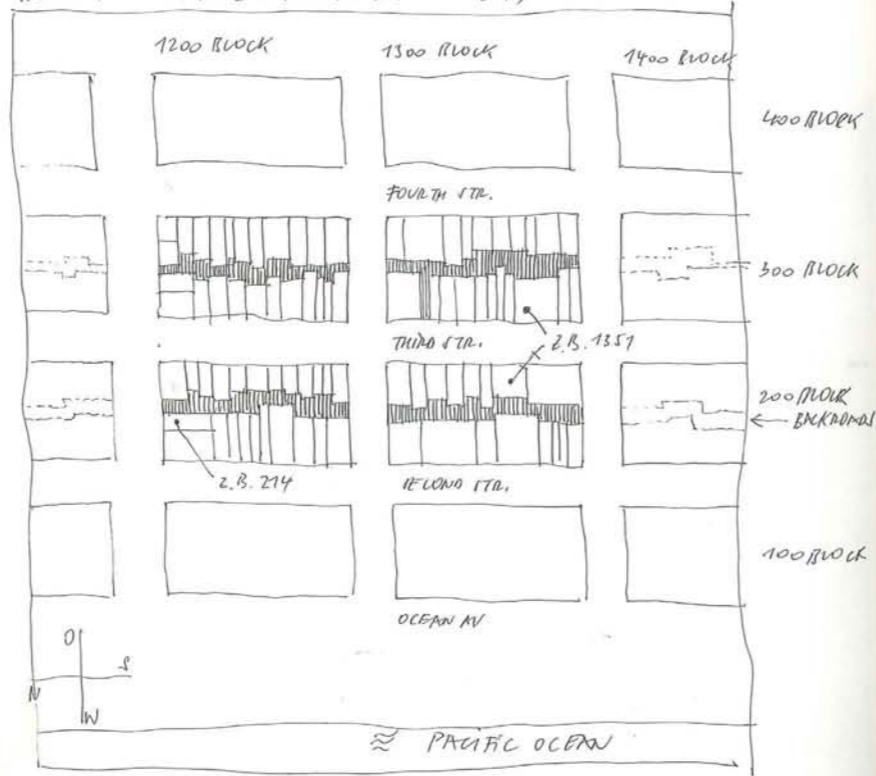 1200 BLOCK
1300 BLOCK
1400 BLOCK
400 BLOCK
FOURTH STR.
300 BLOCK
THIRD STR.
Z.B. 1351
200 BLOCK
← BACKROADS
Z.B. 214
SECOND STR.
100 BLOCK
OCEAN AV
O
S
N
W
≈ PACIFIC OCEAN